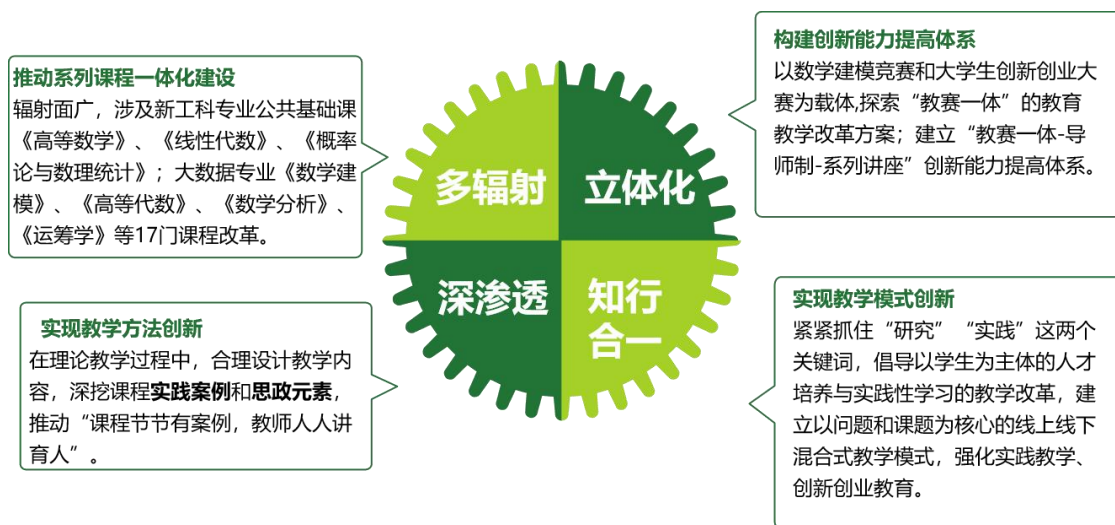 推动系列课程一体化建设
辐射面广，涉及新工科专业公共基础课
《高等数学》、《线性代数》、《概率
论与数理统计》；大数据专业《数学建
模》、《高等代数》、《数学分析》、
《运筹学》等17门课程改革。
构建创新能力提高体系
以数学建模竞赛和大学生创新创业大
赛为载体,探索“教赛一体”的教育
教学改革方案；建立“教赛一体-导
师制-系列讲座”创新能力提高体系。
多辐射
立体化
深渗透
知行
合一
实现教学方法创新
在理论教学过程中，合理设计教学内
容，深挖课程实践案例和思政元素，
推动“课程节节有案例，教师人人讲
育人”。
实现教学模式创新
紧紧抓住“研究”“实践”这两个
关键词，倡导以学生为主体的人才
培养与实践性学习的教学改革，建
立以问题和课题为核心的线上线下
混合式教学模式，强化实践教学、
创新创业教育。